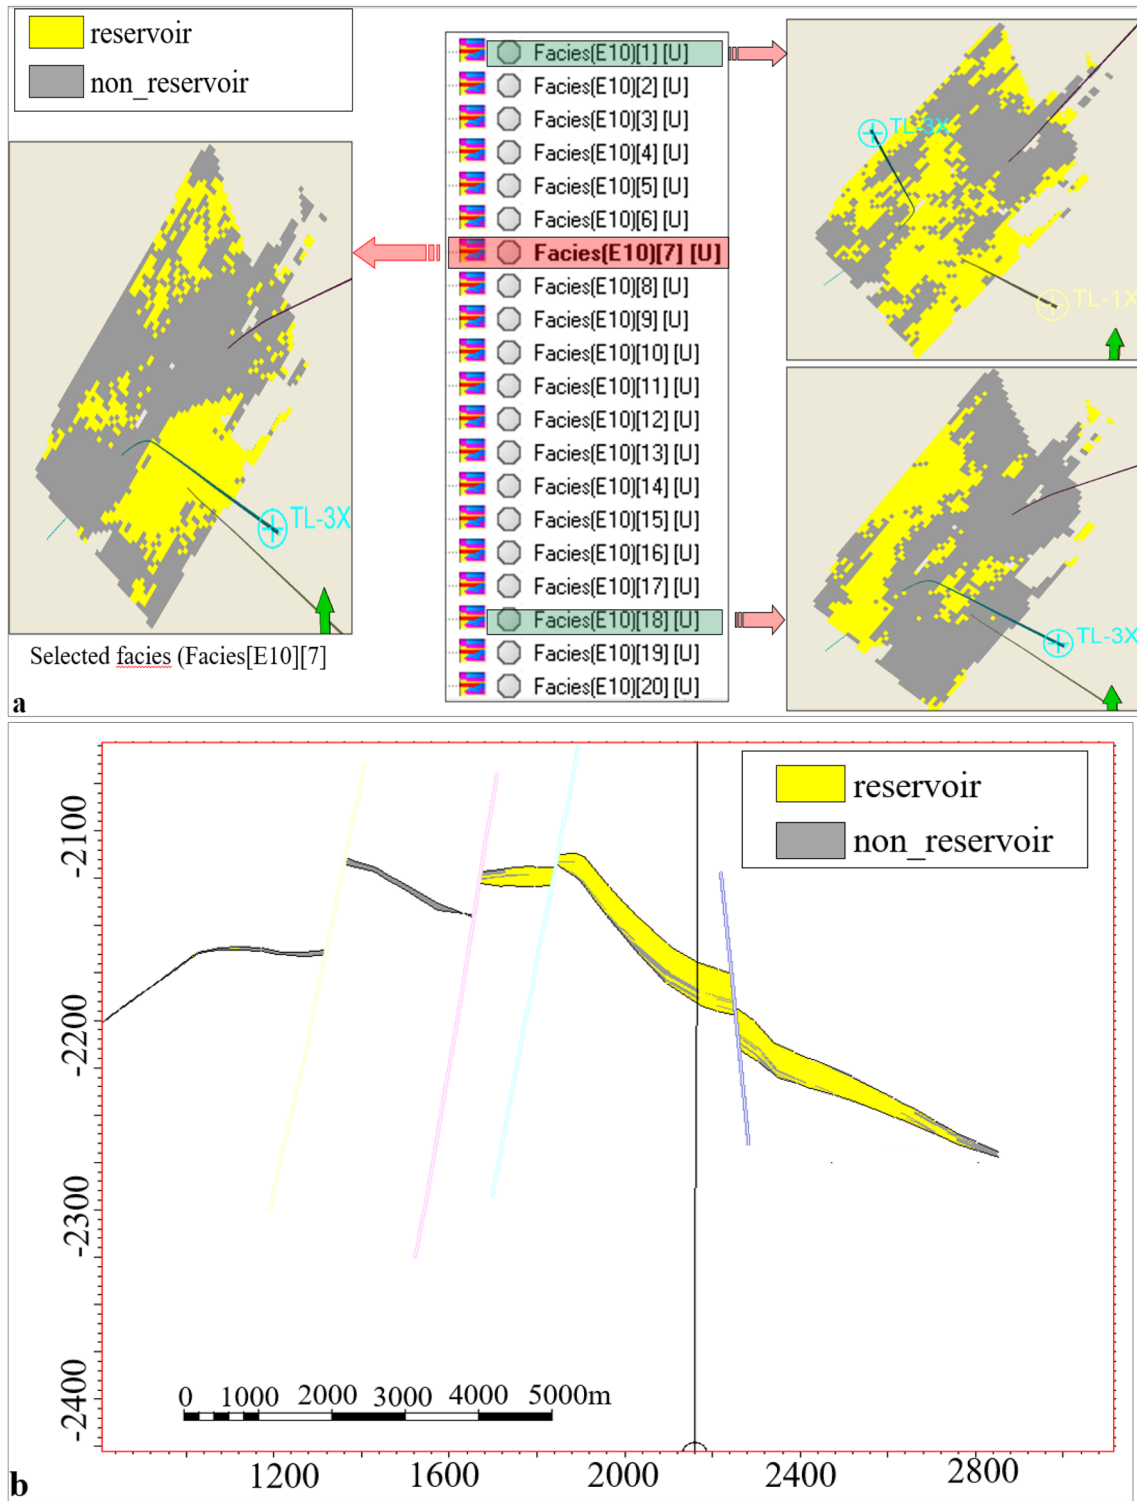 reservoir
non_reservoir
TL-3X
Selected facies (Facies[E10][7]
a
Facies(E10)[1] [U]
Facies(E10)[2] [U]
Facies(E10)[3] [U]
Facies(E10)[4] [U]
Facies(E10)[5] [U]
Facies(E10)[6] [U]
Facies(E10)[7] [U]
Facies(E10)[8] [U]
Facies(E10)[9] [U]
Facies(E10)[10] [U]
Facies(E10)[11] [U]
Facies(E10)[12] [U]
Facies(E10)[13] [U]
Facies(E10)[14] [U]
Facies(E10)[15] [U]
Facies(E10)[16] [U]
Facies(E10)[17] [U]
Facies(E10)[18] [U]
Facies(E10)[19] [U]
Facies(E10)[20] [U]
TL-3X
TL-1X
TL-3X
reservoir
non_reservoir
-2100
-2200
-2300
-2400
0 1000 2000 3000 4000 5000m
1200 1600 2000 2400 2800
b